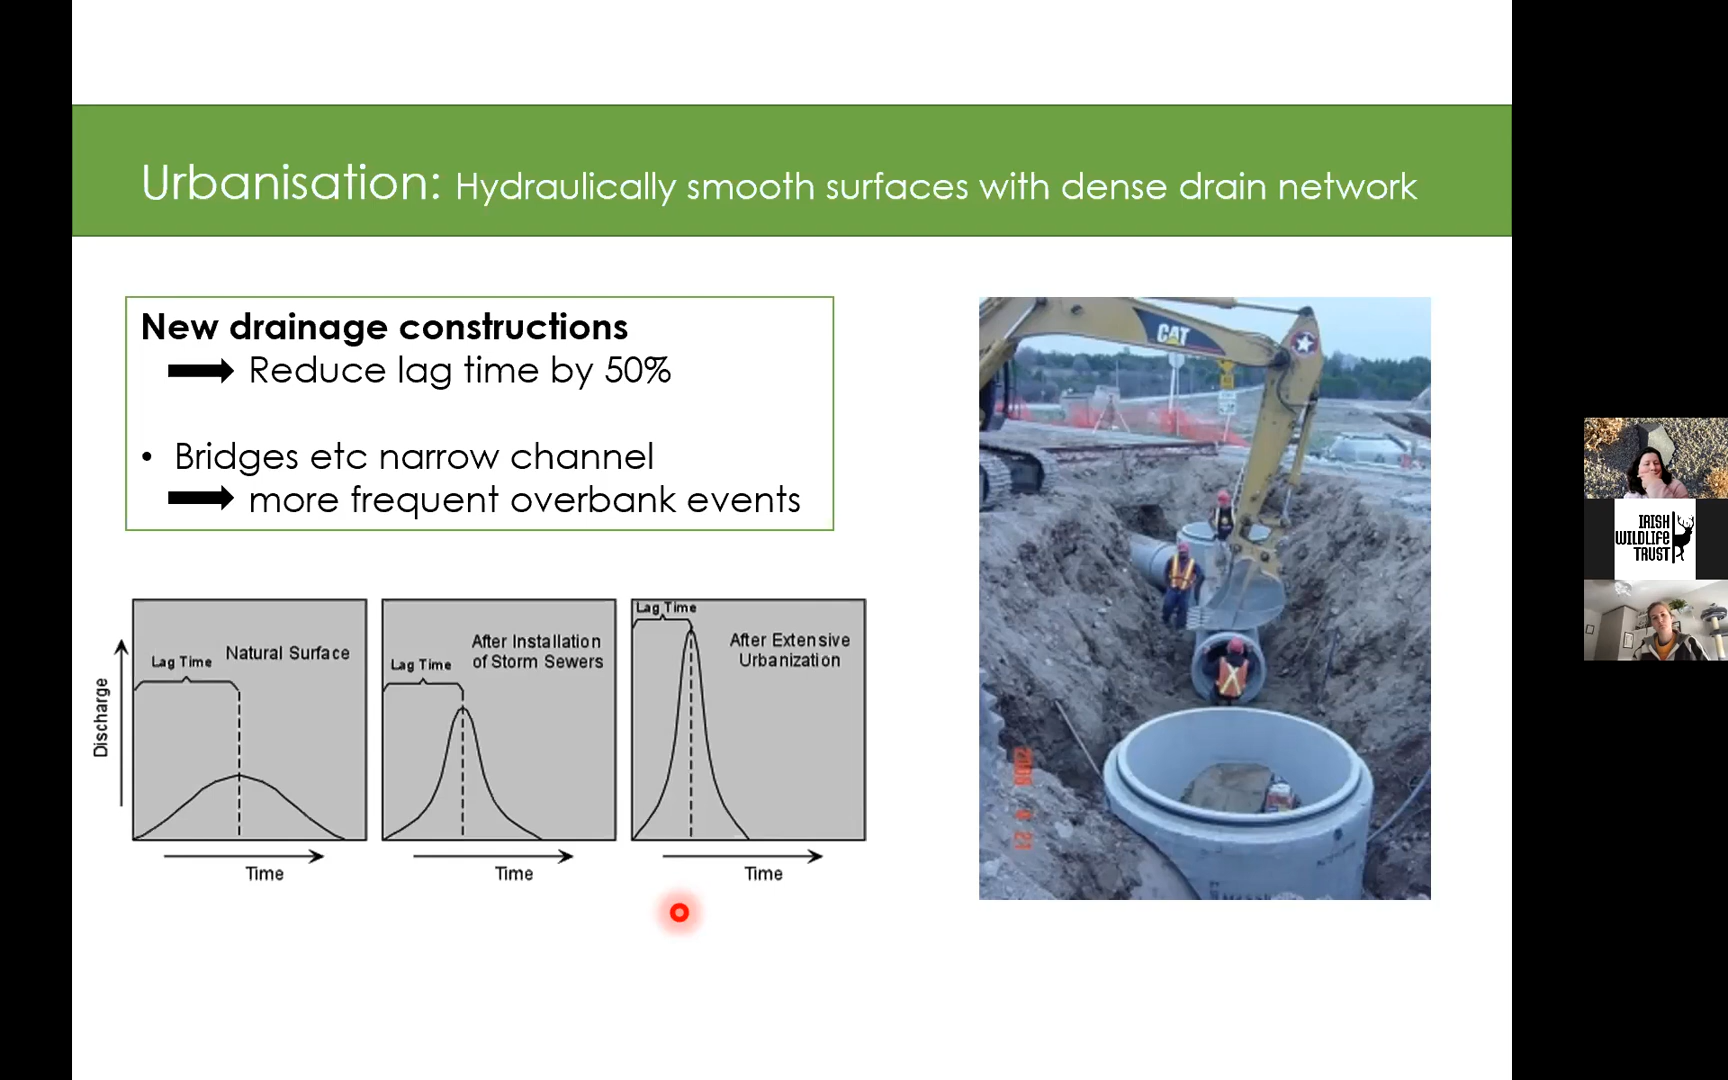 Urbanisation: Hydraulically smooth surfaces with dense drain network
New drainage constructions
Reduce lag time by 50%
• Bridges etc narrow channel
more frequent overbank events
Discharge
Lag Time
Natural Surface
Time
Lag Time
After Installation
of Storm Sewers
Time
Lag Time
After Extensive
Urbanization
Time
CAT
IRISH
WILDLIFE
TRUST